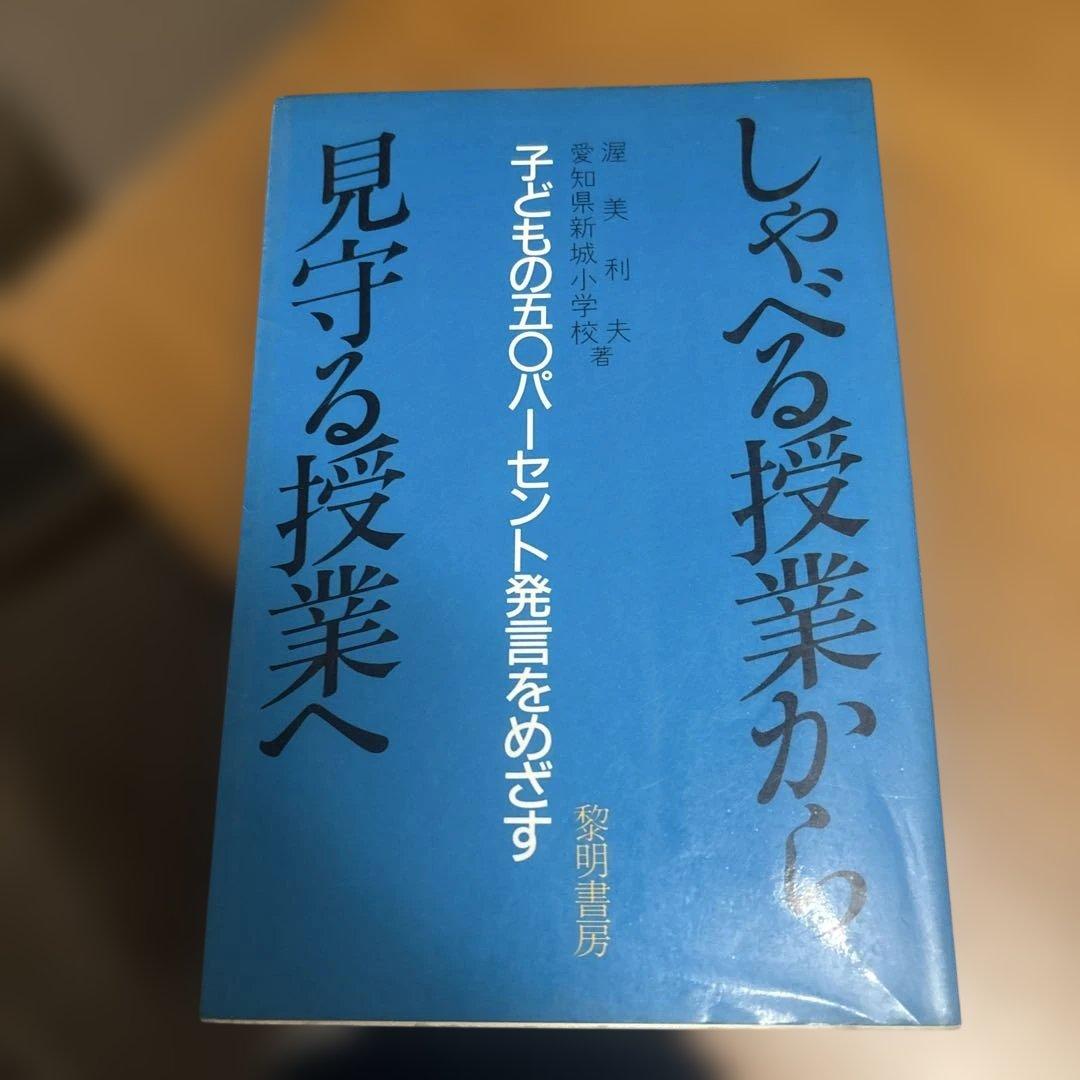 しゃべる授業から
見守る授業へ
渥美利夫
愛知県新城小学校
著
子どもの五〇パーセント発言をめざす
黎明書房